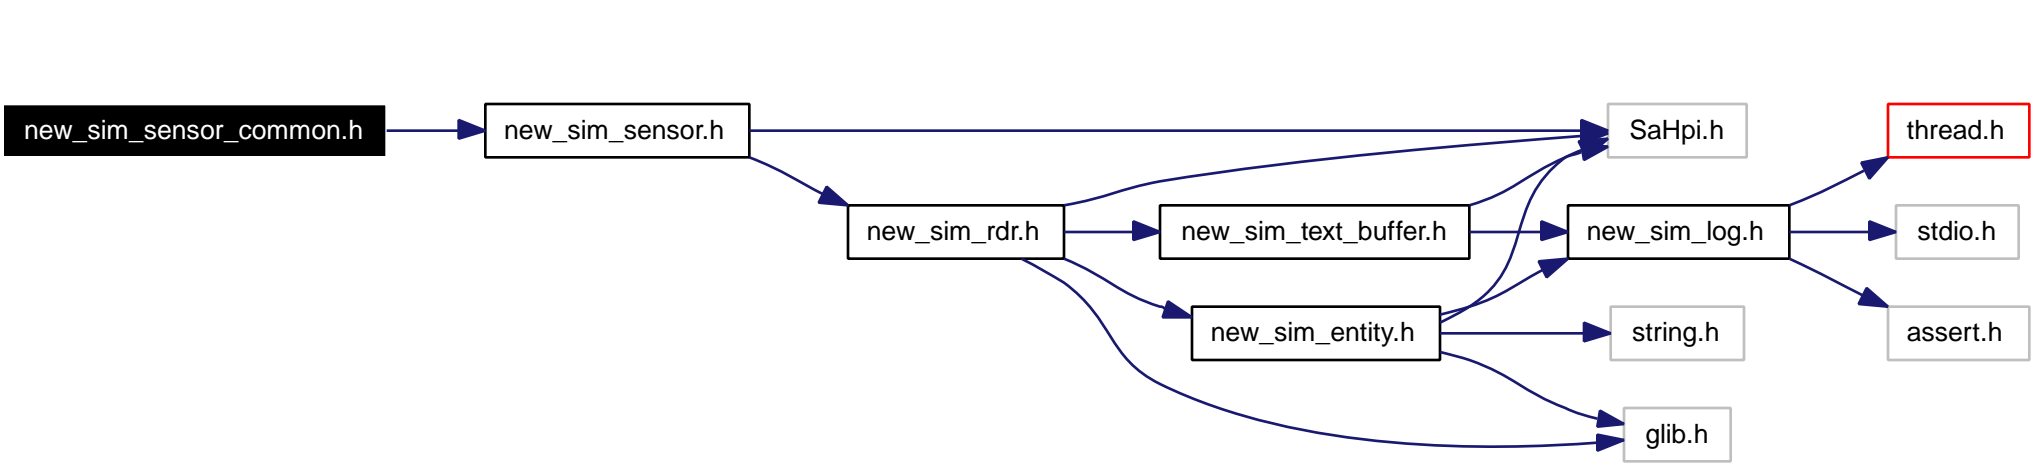 new_sim_sensor_common.h
new_sim_sensor.h
SaHpi.h
thread.h
new_sim_rdr.h
new_sim_text_buffer.h
new_sim_log.h
stdio.h
new_sim_entity.h
string.h
assert.h
glib.h